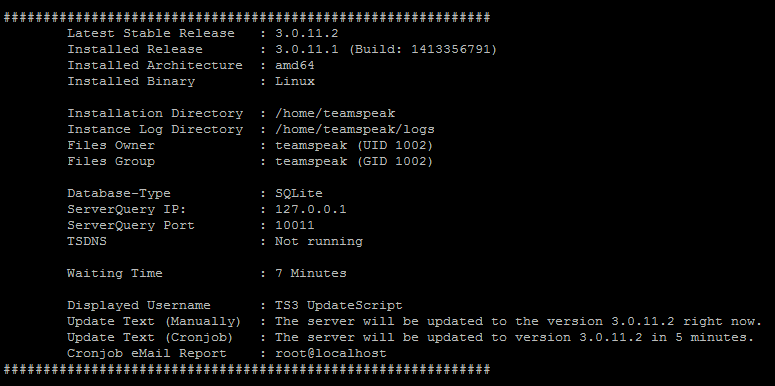 #############################################################
Latest Stable Release : 3.0.11.2
Installed Release : 3.0.11.1 (Build: 1413356791)
Installed Architecture : amd64
Installed Binary : Linux
Installation Directory : /home/teamspeak
Instance Log Directory : /home/teamspeak/logs
Files Owner : teamspeak (UID 1002)
Files Group : teamspeak (GID 1002)
Database-Type : SQLite
ServerQuery IP: : 127.0.0.1
ServerQuery Port : 10011
TSDNS : Not running
Waiting Time : 7 Minutes
Displayed Username : TS3 UpdateScript
Update Text (Manually) : The server will be updated to the version 3.0.11.2 right now.
Update Text (Cronjob) : The server will be updated to version 3.0.11.2 in 5 minutes.
Cronjob eMail Report : root@localhost
#############################################################